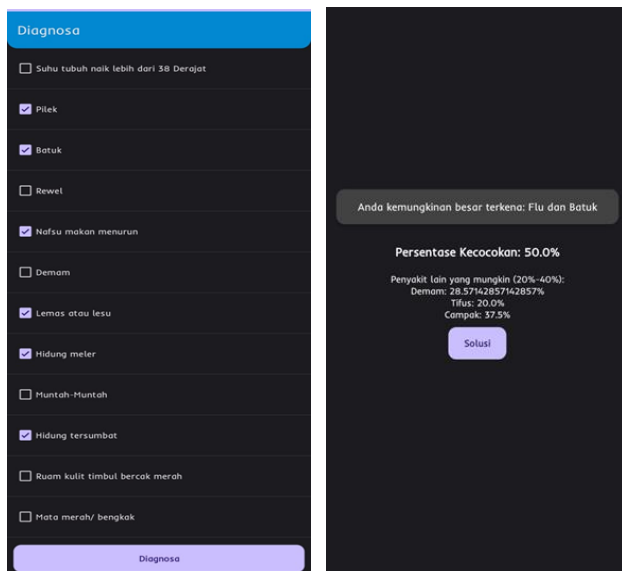 Diagnosa
Suhu tubuh naik lebih dari 38 Derajat
Pilek
Batuk
Rewel
Nafsu makan menurun
Demam
Lemas atau lesu
Hidung meler
Muntah-Muntah
Hidung tersumbat
Ruam kulit timbul bercak merah
Mata merah/ bengkak
Diagnosa
Anda kemungkinan besar terkena: Flu dan Batuk
Persentase Kecocokan: 50.0%
Penyakit lain yang mungkin (20%-40%):
Demam: 28.57142857142857%
Tifus: 20.0%
Campak: 37.5%
Solusi